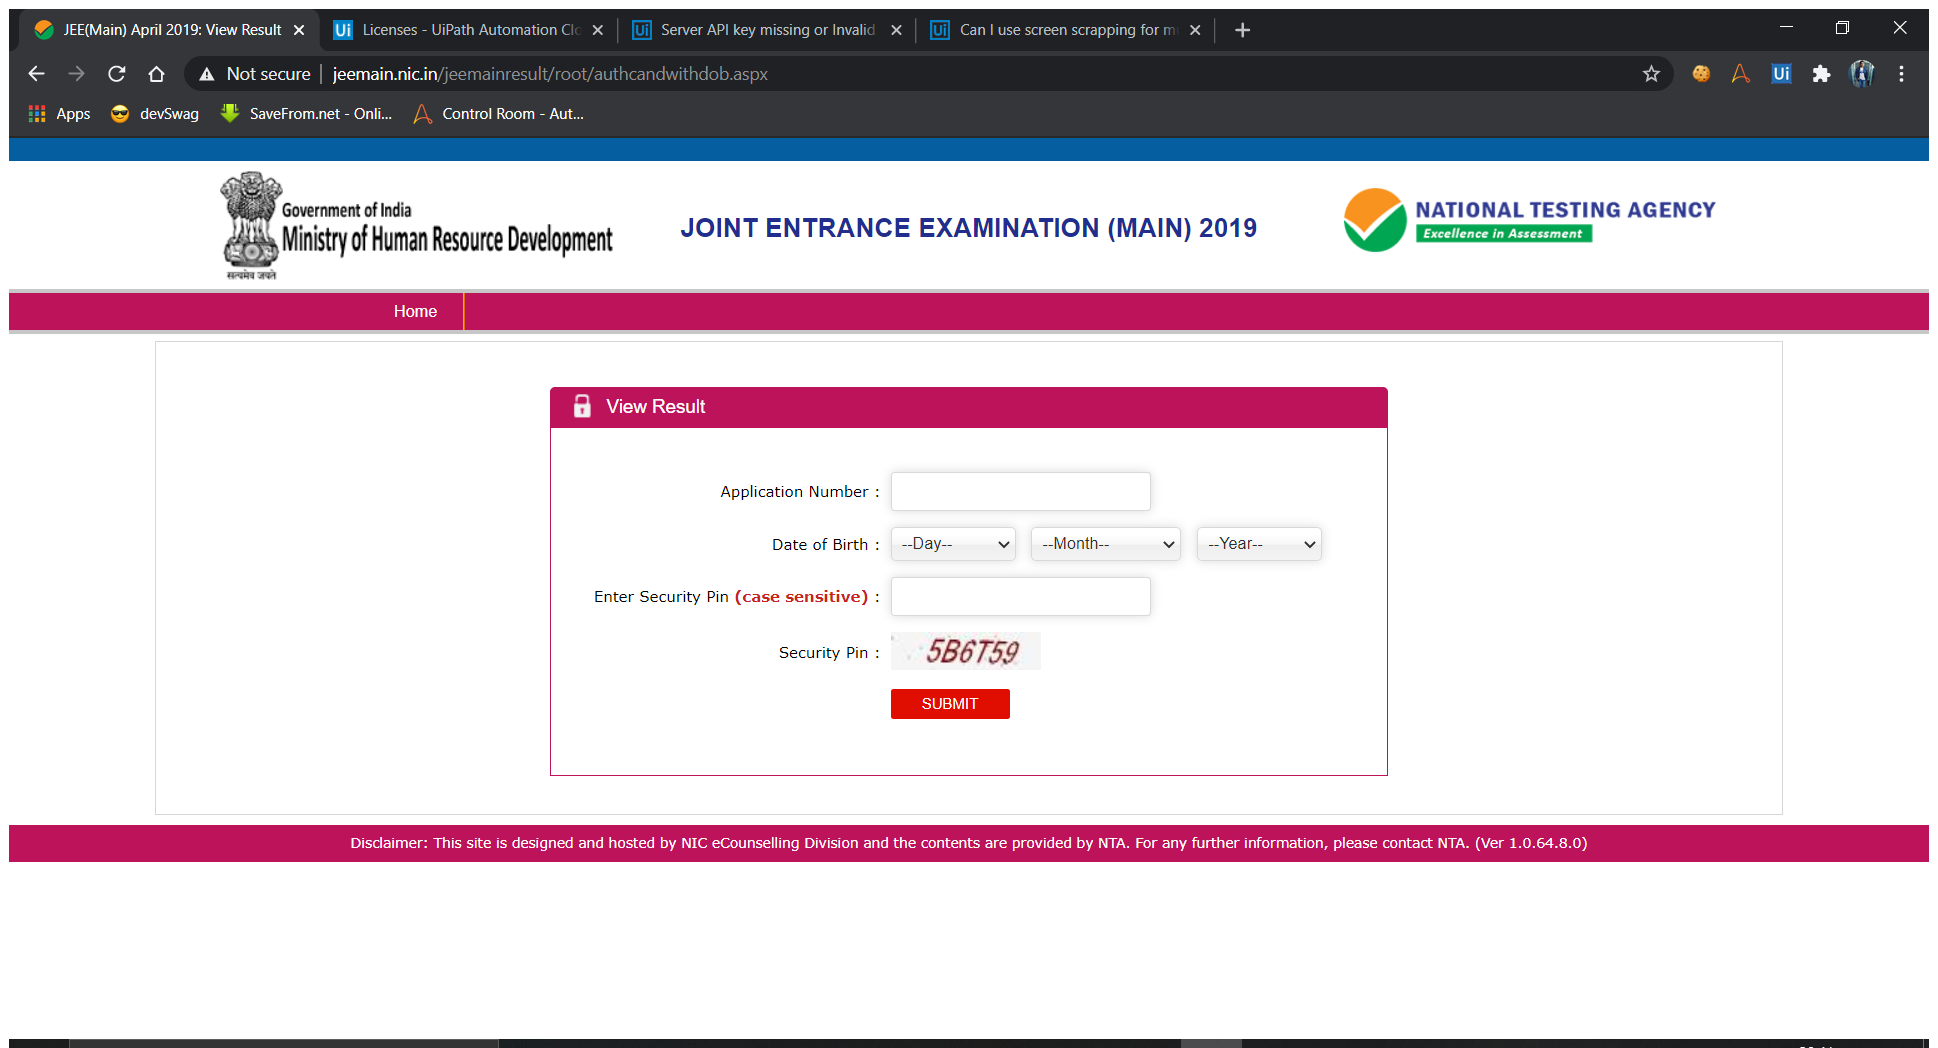 JEE(Main) April 2019: View Result
Licenses - UiPath Automation Clo
Server API key missing or Invalid
Can I use screen scrapping for m
Not secure | jeemain.nic.in/jeemainresult/root/authcandwithdob.aspx
Apps devSwag SaveFrom.net - Onli... Control Room - Aut...
Government of India
Ministry of Human Resource Development
सत्यमेव जयते
JOINT ENTRANCE EXAMINATION (MAIN) 2019
NATIONAL TESTING AGENCY
Excellence in Assessment
Home
View Result
Application Number :
Date of Birth : --Day-- --Month-- --Year--
Enter Security Pin (case sensitive) :
Security Pin : 5B6T59
SUBMIT
Disclaimer: This site is designed and hosted by NIC eCounselling Division and the contents are provided by NTA. For any further information, please contact NTA. (Ver 1.0.64.8.0)